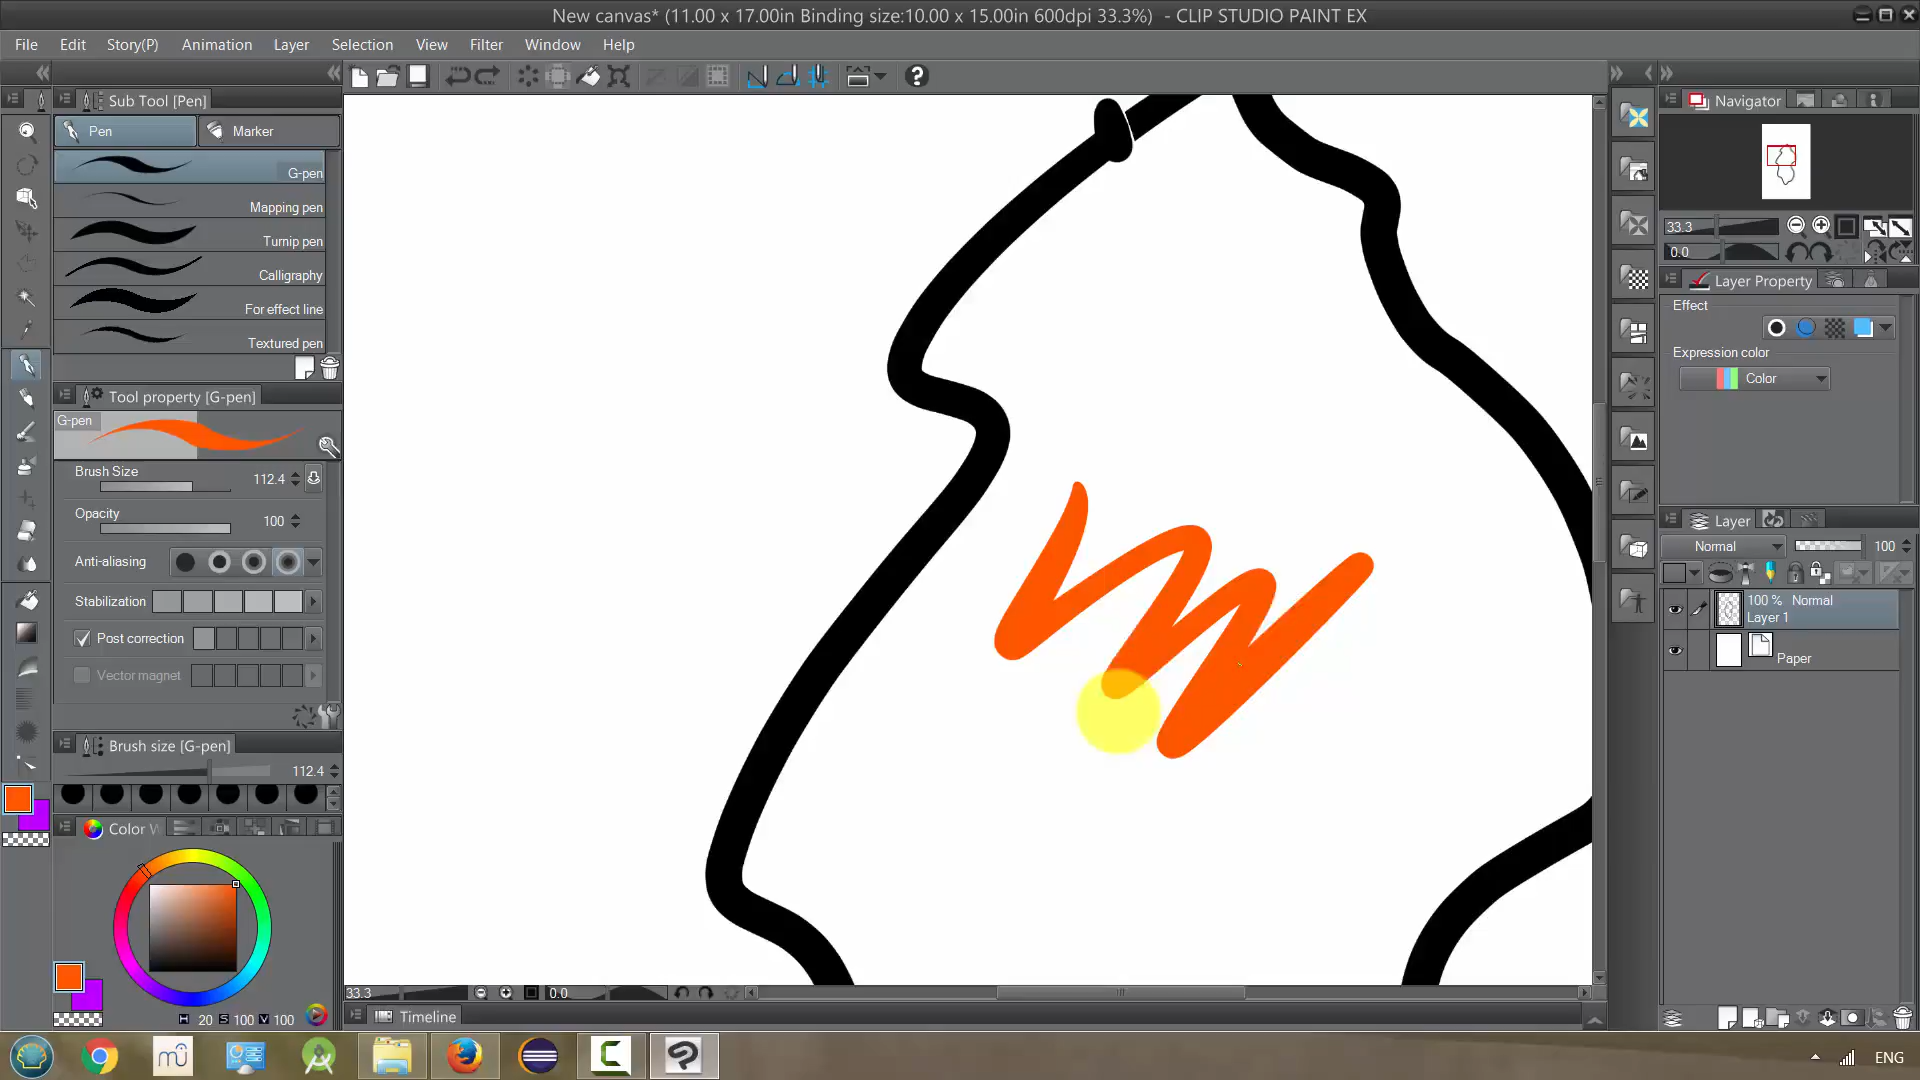 New canvas* (11.00 x 17.00in Binding size:10.00 x 15.00in 600dpi 33.3%) - CLIP STUDIO PAINT EX
File Edit Story(P) Animation Layer Selection View Filter Window Help
Sub Tool [Pen]
Pen Marker
G-pen
Mapping pen
Turnip pen
Calligraphy
For effect line
Textured pen
Tool property [G-pen]
G-pen
Brush Size 112.4
Opacity 100
Anti-aliasing
Stabilization
Post correction
Vector magnet
Brush size [G-pen]
112.4
Color W
H 20 S 100 V 100
33.3 0.0
Timeline
Navigator
33.3
0.0
Layer Property
Effect
Expression color
Color
Layer
Normal 100
100 % Normal
Layer 1
Paper
ENG